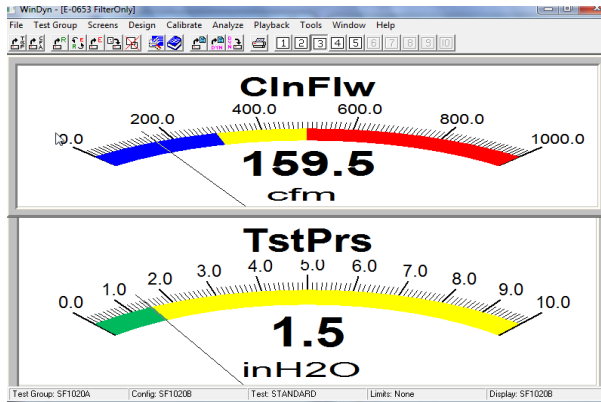 WinDyn - [E-0653 FilterOnly]
File Test Group Screens Design Calibrate Analyze Playback Tools Window Help
1 2 3 4 5 6 7 8 9 10
ClnFlw
0.0 200.0 400.0 600.0 800.0 1000.0
159.5
cfm
TstPrs
0.0 1.0 2.0 3.0 4.0 5.0 6.0 7.0 8.0 9.0 10.0
1.5
inH2O
Test Group: SF1020A Config: SF1020B Test: STANDARD Limits: None Display: SF1020B